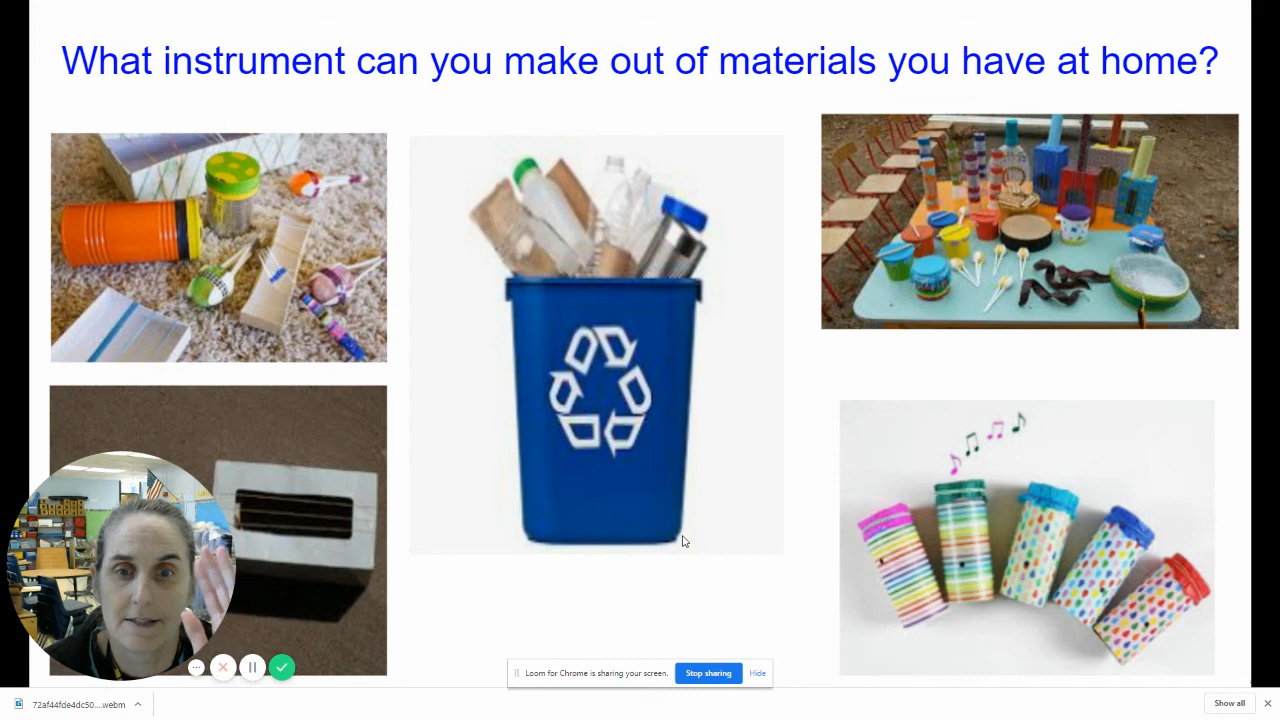 What instrument can you make out of materials you have at home?
Loom for Chrome is sharing your screen.
Stop sharing
Hide
72af44fde4dc50....webm
Show all